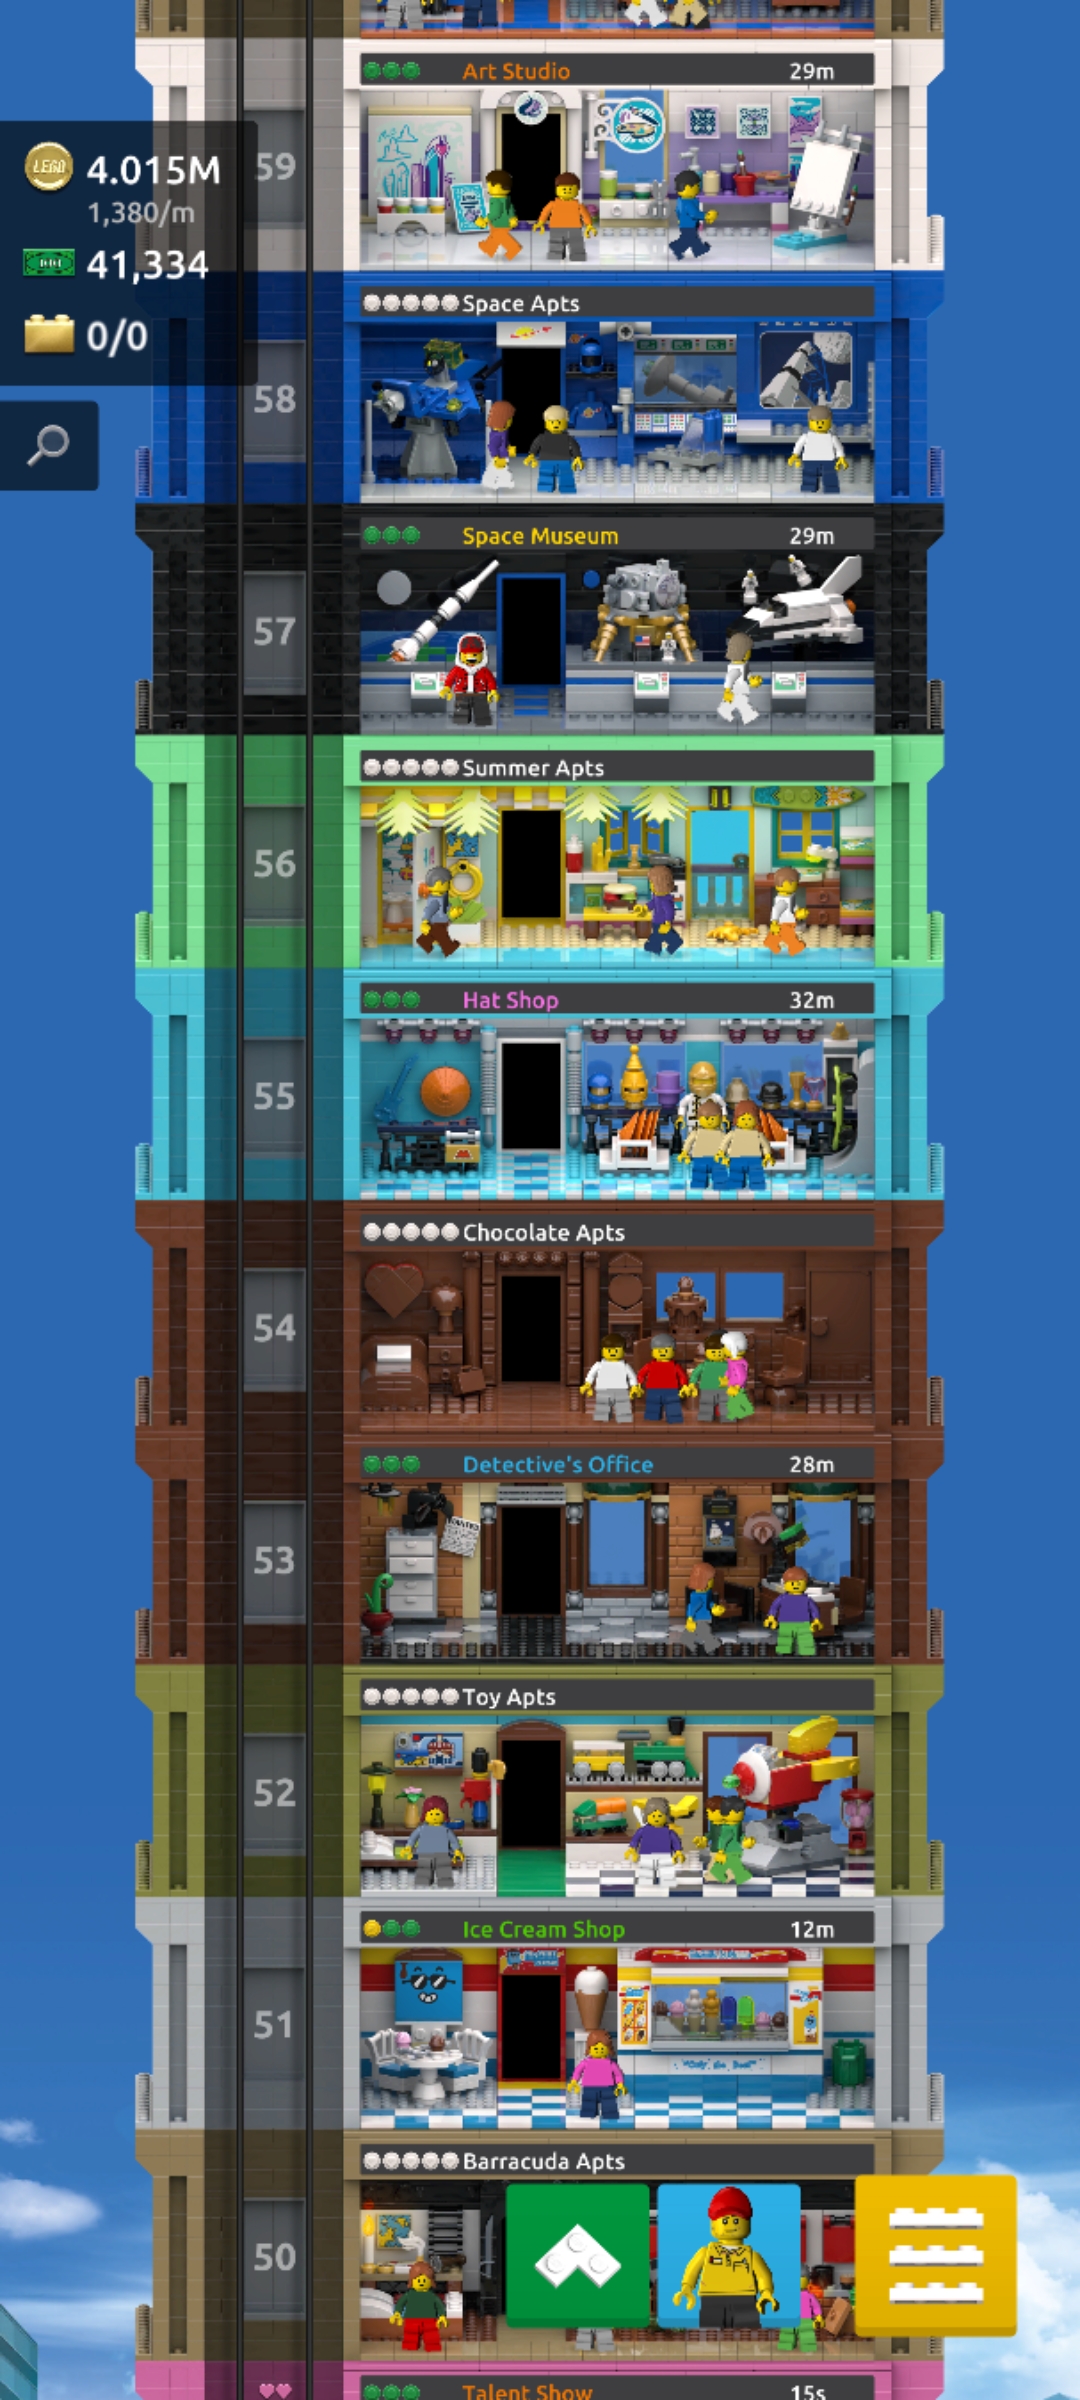 Art Studio 29m
59
LEGO 4.015M
1,380/m
41,334
0/0
Space Apts
58
Space Museum 29m
57
Summer Apts
56
Hat Shop 32m
55
Chocolate Apts
54
Detective's Office 28m
53
Toy Apts
52
Ice Cream Shop 12m
51
Barracuda Apts
50
Talent Show 15s